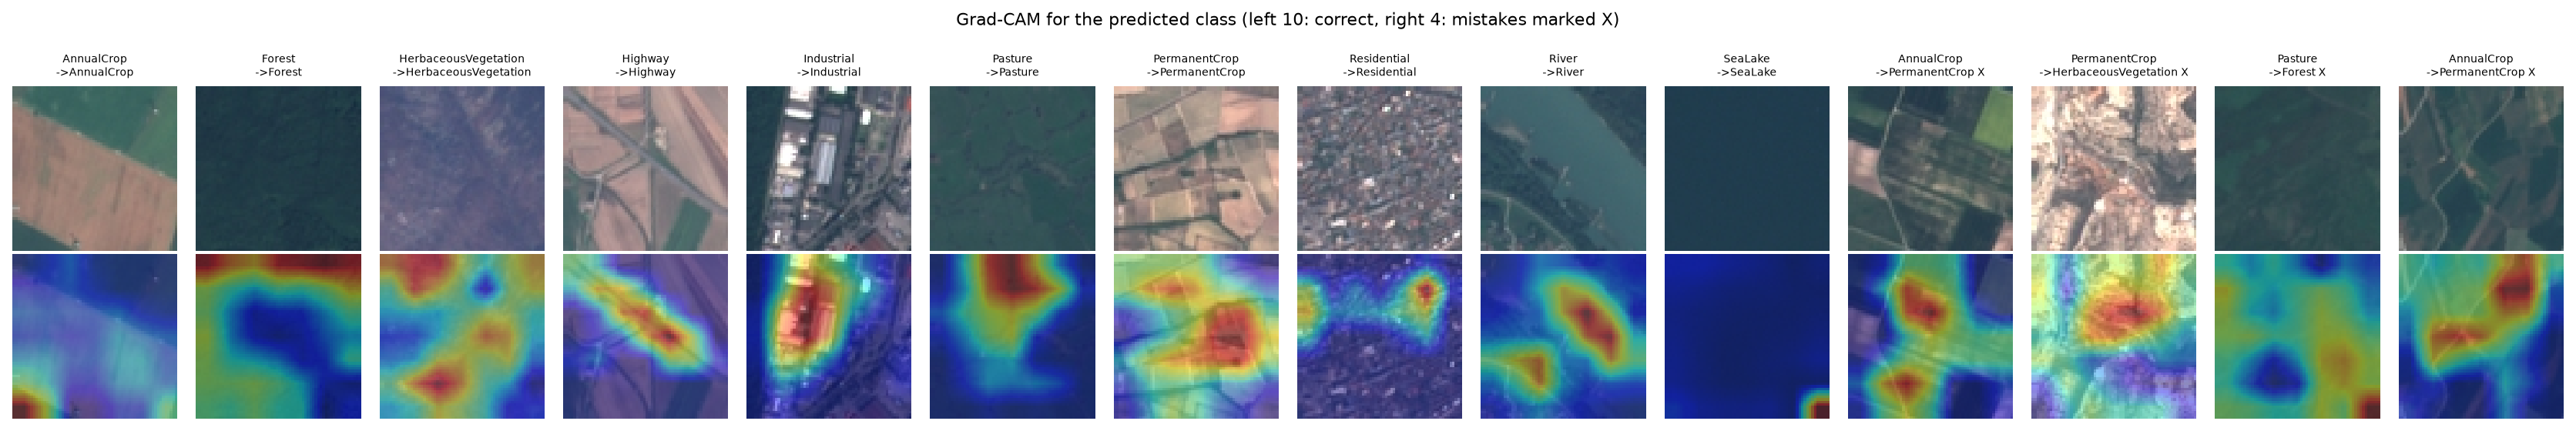 Grad-CAM for the predicted class (left 10: correct, right 4: mistakes marked X)
AnnualCrop
->AnnualCrop
Forest
->Forest
HerbaceousVegetation
->HerbaceousVegetation
Highway
->Highway
Industrial
->Industrial
Pasture
->Pasture
PermanentCrop
->PermanentCrop
Residential
->Residential
River
->River
SeaLake
->SeaLake
AnnualCrop
->PermanentCrop X
PermanentCrop
->HerbaceousVegetation X
Pasture
->Forest X
AnnualCrop
->PermanentCrop X